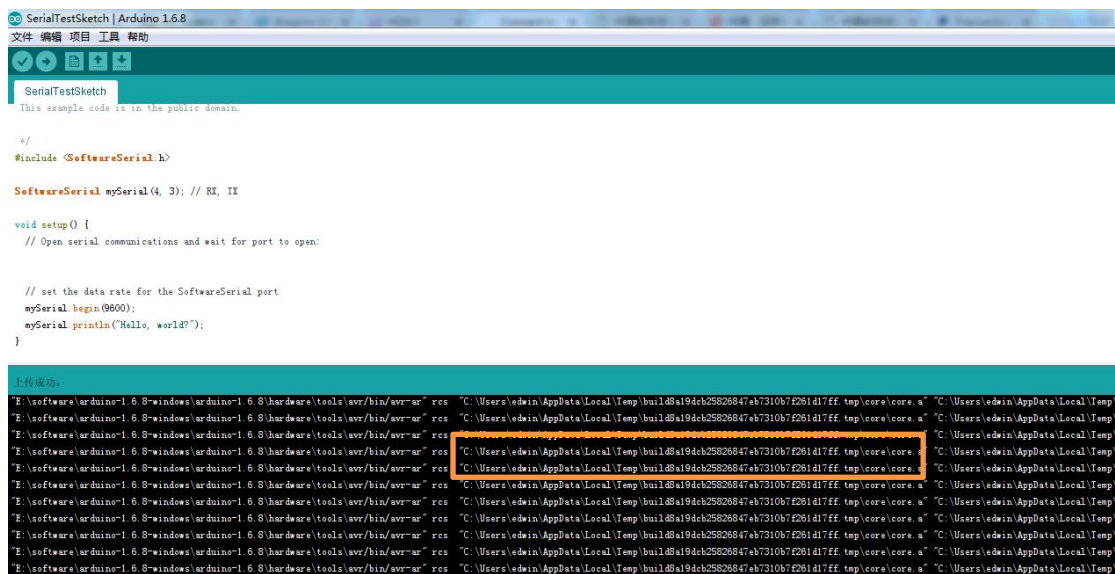 SerialTestSketch | Arduino 1.6.8
文件 编辑 项目 工具 帮助
SerialTestSketch
This example code is in the public domain.
*/
#include <SoftwareSerial.h>
SoftwareSerial mySerial(4, 3); // RX, TX
void setup() {
// Open serial communications and wait for port to open:
// set the data rate for the SoftwareSerial port
mySerial.begin(9600);
mySerial.println("Hello, world?");
}
上传成功。
"E:\software\arduino-1.6.8-windows\arduino-1.6.8\hardware\tools\avr/bin/avr-ar" rcs "C:\Users\edwin\AppData\Local\Temp\build8a19dcb25826847eb7310b7f261d17ff.tmp\core\core.a" "C:\Users\edwin\AppData\Local\Temp
"E:\software\arduino-1.6.8-windows\arduino-1.6.8\hardware\tools\avr/bin/avr-ar" rcs "C:\Users\edwin\AppData\Local\Temp\build8a19dcb25826847eb7310b7f261d17ff.tmp\core\core.a" "C:\Users\edwin\AppData\Local\Temp
"E:\software\arduino-1.6.8-windows\arduino-1.6.8\hardware\tools\avr/bin/avr-ar" rcs "C:\Users\edwin\AppData\Local\Temp
"E:\software\arduino-1.6.8-windows\arduino-1.6.8\hardware\tools\avr/bin/avr-ar" rcs "C:\Users\edwin\AppData\Local\Temp\build8a19dcb25826847eb7310b7f261d17ff.tmp\core\core.a "C:\Users\edwin\AppData\Local\Temp
"E:\software\arduino-1.6.8-windows\arduino-1.6.8\hardware\tools\avr/bin/avr-ar" rcs "C:\Users\edwin\AppData\Local\Temp\build8a19dcb25826847eb7310b7f261d17ff.tmp\core\core.a "C:\Users\edwin\AppData\Local\Temp
"E:\software\arduino-1.6.8-windows\arduino-1.6.8\hardware\tools\avr/bin/avr-ar" rcs "C:\Users\edwin\AppData\Local\Temp\build8a19dcb25826847eb7310b7f261d17ff.tmp\core\core.a" "C:\Users\edwin\AppData\Local\Temp
"E:\software\arduino-1.6.8-windows\arduino-1.6.8\hardware\tools\avr/bin/avr-ar" rcs "C:\Users\edwin\AppData\Local\Temp\build8a19dcb25826847eb7310b7f261d17ff.tmp\core\core.a" "C:\Users\edwin\AppData\Local\Temp
"E:\software\arduino-1.6.8-windows\arduino-1.6.8\hardware\tools\avr/bin/avr-ar" rcs "C:\Users\edwin\AppData\Local\Temp\build8a19dcb25826847eb7310b7f261d17ff.tmp\core\core.a" "C:\Users\edwin\AppData\Local\Temp
"E:\software\arduino-1.6.8-windows\arduino-1.6.8\hardware\tools\avr/bin/avr-ar" rcs "C:\Users\edwin\AppData\Local\Temp\build8a19dcb25826847eb7310b7f261d17ff.tmp\core\core.a" "C:\Users\edwin\AppData\Local\Temp
"E:\software\arduino-1.6.8-windows\arduino-1.6.8\hardware\tools\avr/bin/avr-ar" rcs "C:\Users\edwin\AppData\Local\Temp\build8a19dcb25826847eb7310b7f261d17ff.tmp\core\core.a" "C:\Users\edwin\AppData\Local\Temp
"E:\software\arduino-1.6.8-windows\arduino-1.6.8\hardware\tools\avr/bin/avr-ar" rcs "C:\Users\edwin\AppData\Local\Temp\build8a19dcb25826847eb7310b7f261d17ff.tmp\core\core.a" "C:\Users\edwin\AppData\Local\Temp